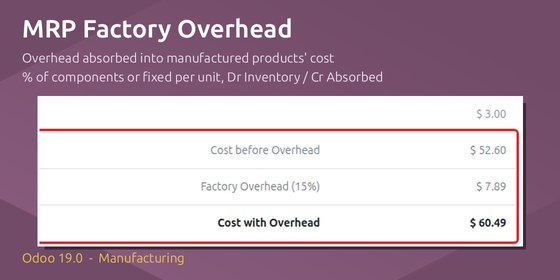 MRP Factory Overhead
Overhead absorbed into manufactured products' cost
% of components or fixed per unit, Dr Inventory / Cr Absorbed
$ 3.00
Cost before Overhead $ 52.60
Factory Overhead (15%) $ 7.89
Cost with Overhead $ 60.49
Odoo 19.0 - Manufacturing